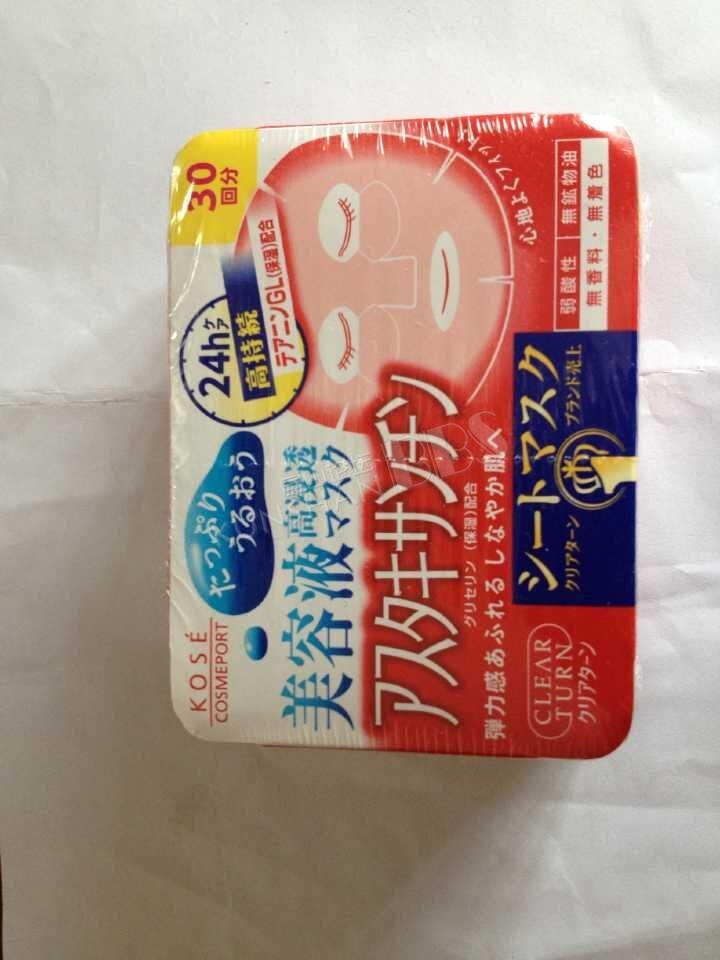 KOSÉ
COSMEPORT
30
回分
たっぷり
うるおう
24hケア
高持続
テアニンGL(保湿)配合
美容液
高浸透
マスク
アスタキサンチン
グリセリン(保湿)配合
弾力感あふれるしなやか肌へ
心地よくフィット
弱酸性
無鉱物油
無香料・無着色
CLEAR
TURN
クリアターン
シートマスク
クリアターン
ブランド売上